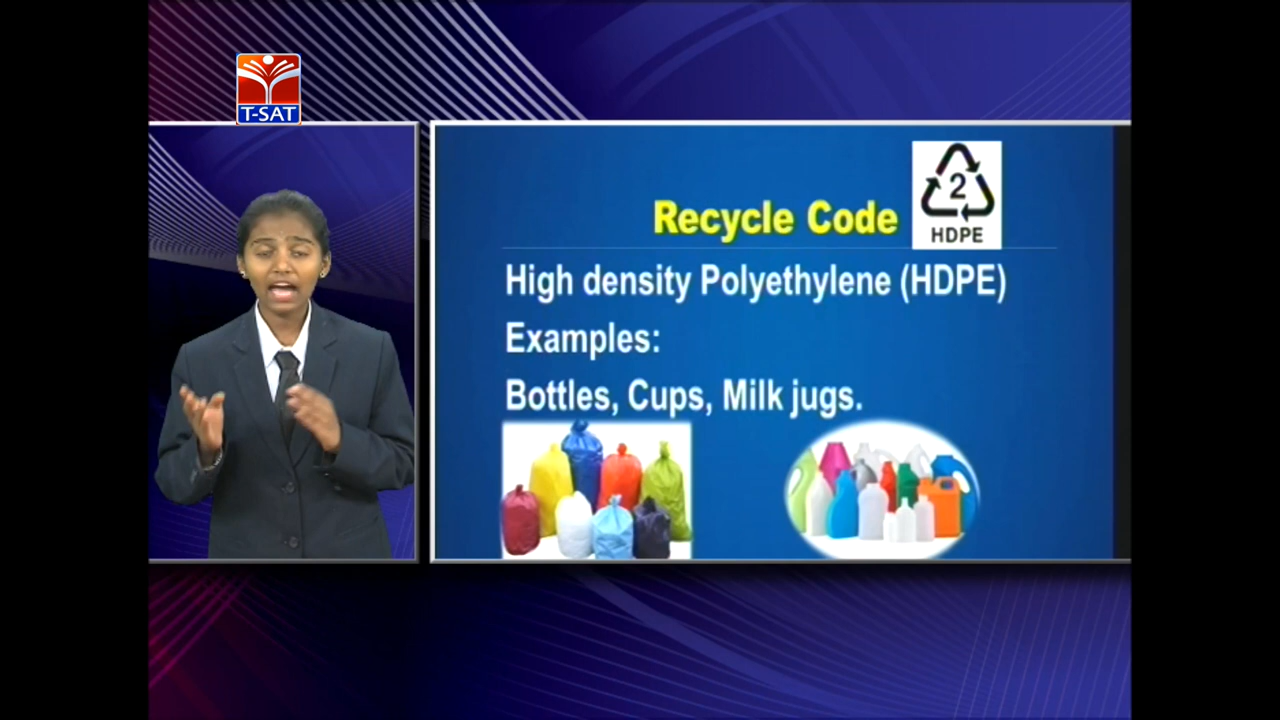 T-SAT
2
Recycle Code
HDPE
High density Polyethylene (HDPE)
Examples:
Bottles, Cups, Milk jugs.